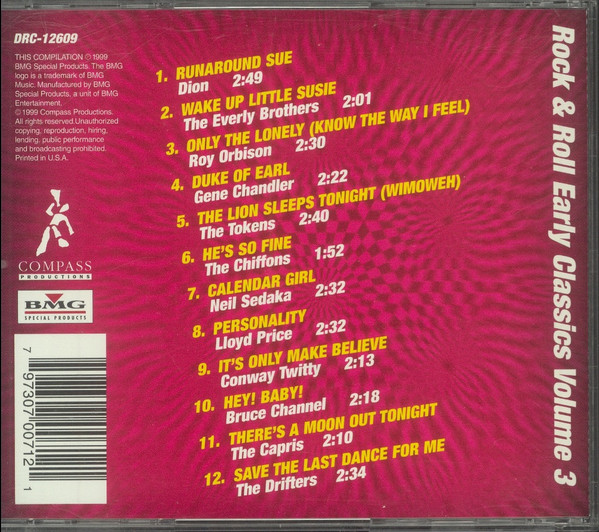 DRC-12609
THIS COMPILATION ℗1999
BMG Special Products. The BMG
logo is a trademark of BMG
Music. Manufactured by BMG
Special Products, a unit of BMG
Entertainment.
©1999 Compass Productions.
All rights reserved.Unauthorized
copying, reproduction, hiring,
lending, public performance
and broadcasting prohibited.
Printed in U.S.A.
COMPASS
PRODUCTIONS
BMG
SPECIAL PRODUCTS
7 97307 00712 1
1. RUNAROUND SUE
Dion 2:49
2. WAKE UP LITTLE SUSIE
The Everly Brothers 2:01
3. ONLY THE LONELY (KNOW THE WAY I FEEL)
Roy Orbison 2:30
4. DUKE OF EARL
Gene Chandler 2:22
5. THE LION SLEEPS TONIGHT (WIMOWEH)
The Tokens 2:40
6. HE'S SO FINE
The Chiffons 1:52
7. CALENDAR GIRL
Neil Sedaka 2:32
8. PERSONALITY
Lloyd Price 2:32
9. IT'S ONLY MAKE BELIEVE
Conway Twitty 2:13
10. HEY! BABY!
Bruce Channel 2:18
11. THERE'S A MOON OUT TONIGHT
The Capris 2:10
12. SAVE THE LAST DANCE FOR ME
The Drifters 2:34
Rock & Roll Early Classics Volume 3